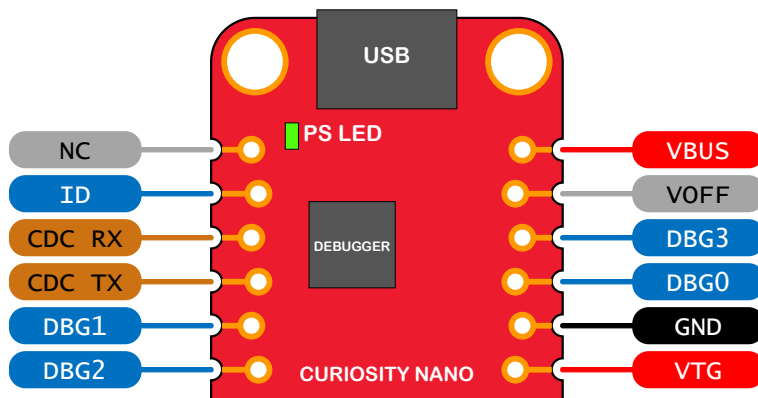 USB
PS LED
NC
VBUS
ID
VOFF
CDC RX
DEBUGGER
DBG3
CDC TX
DBG0
DBG1
GND
DBG2
CURIOSITY NANO
VTG